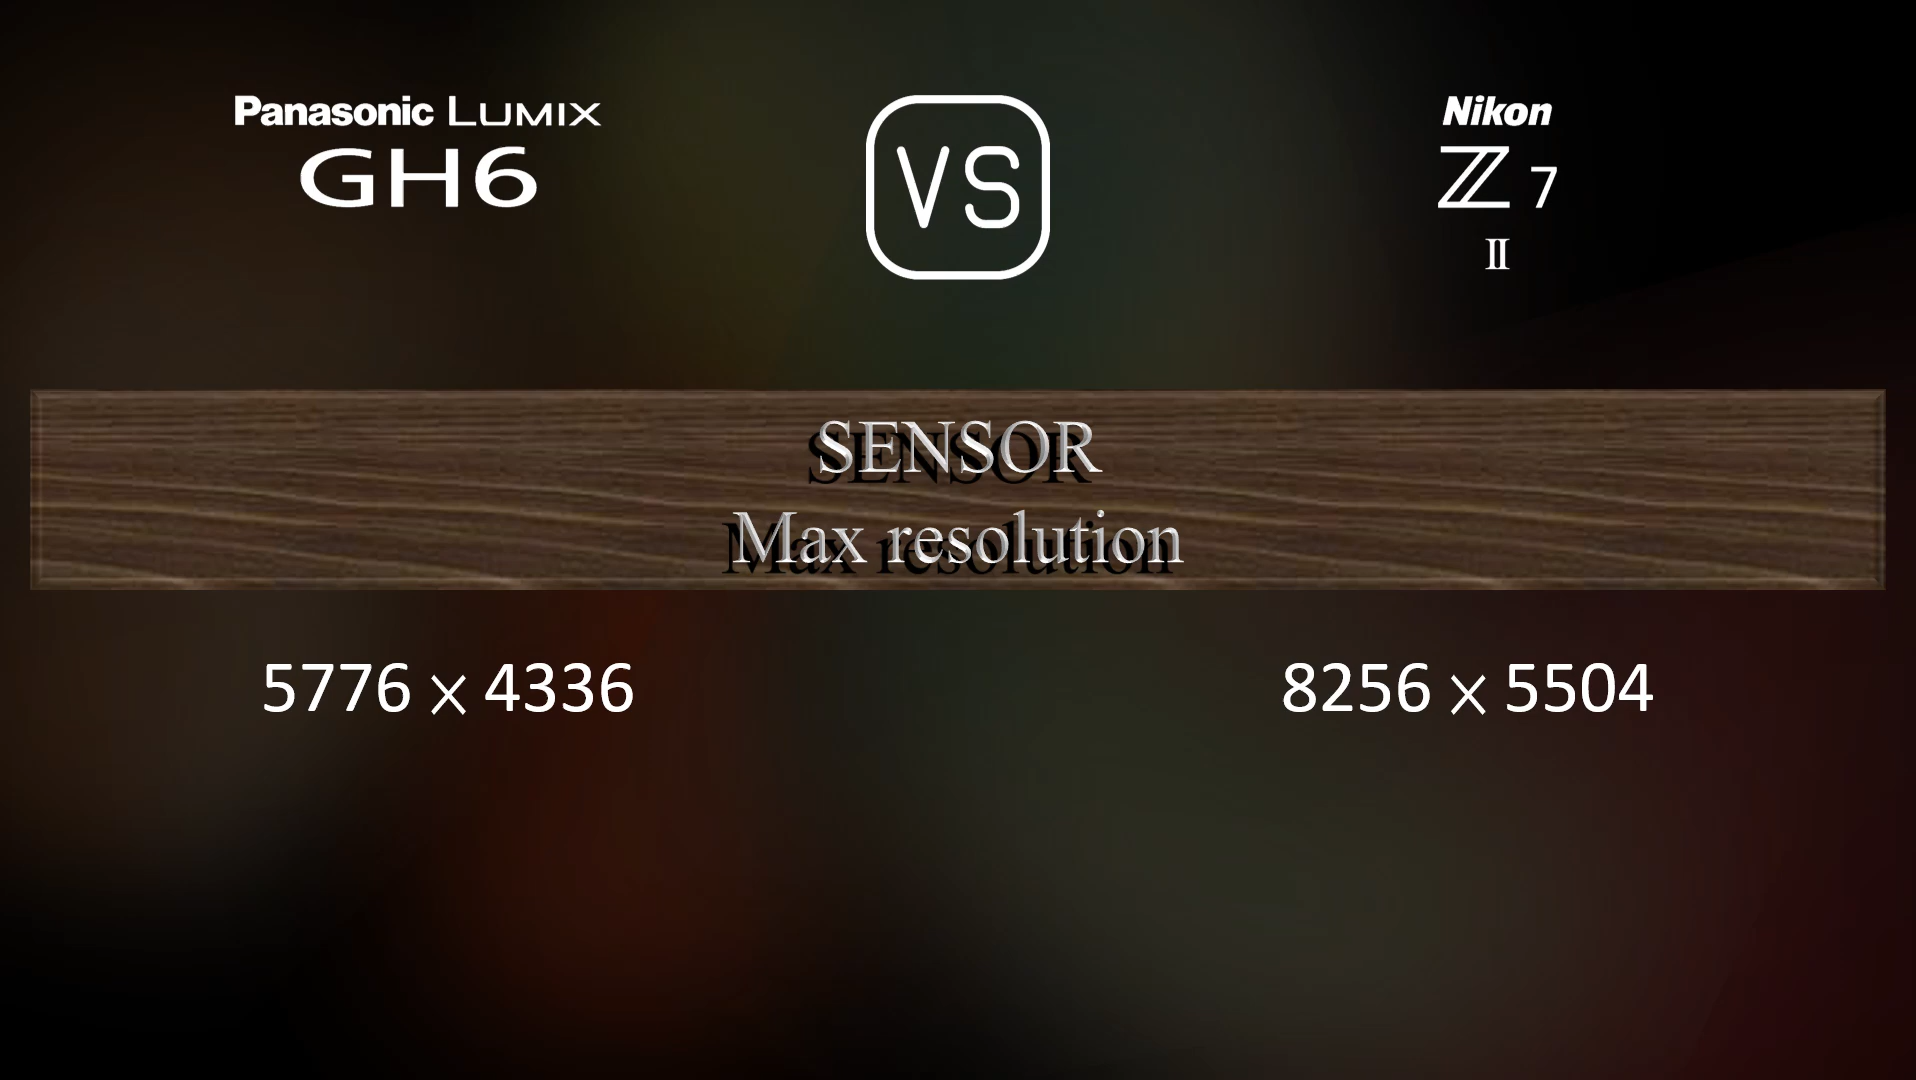 Panasonic LUMIX
GH6
VS
Nikon
Z 7
II
SENSOR
Max resolution
5776 x 4336
8256 x 5504